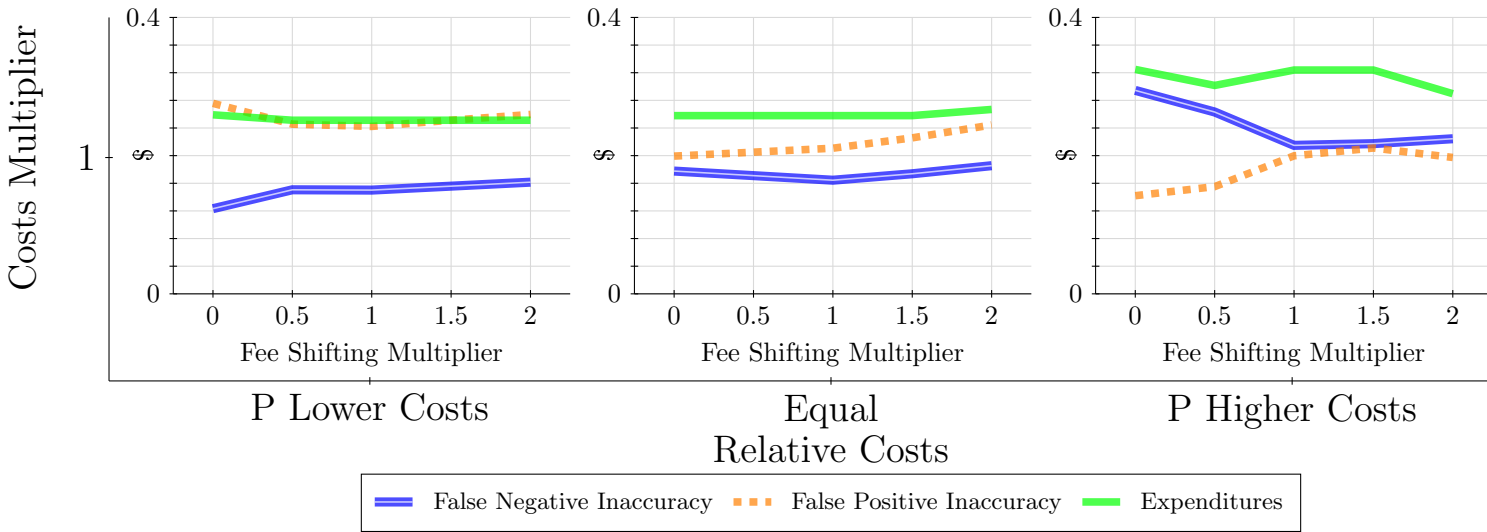 Costs Multiplier
1
0.4
$
0
0 0.5 1 1.5 2
Fee Shifting Multiplier
0.4
$
0
0 0.5 1 1.5 2
Fee Shifting Multiplier
0.4
$
0
0 0.5 1 1.5 2
Fee Shifting Multiplier
P Lower Costs
Equal
P Higher Costs
Relative Costs
False Negative Inaccuracy
False Positive Inaccuracy
Expenditures